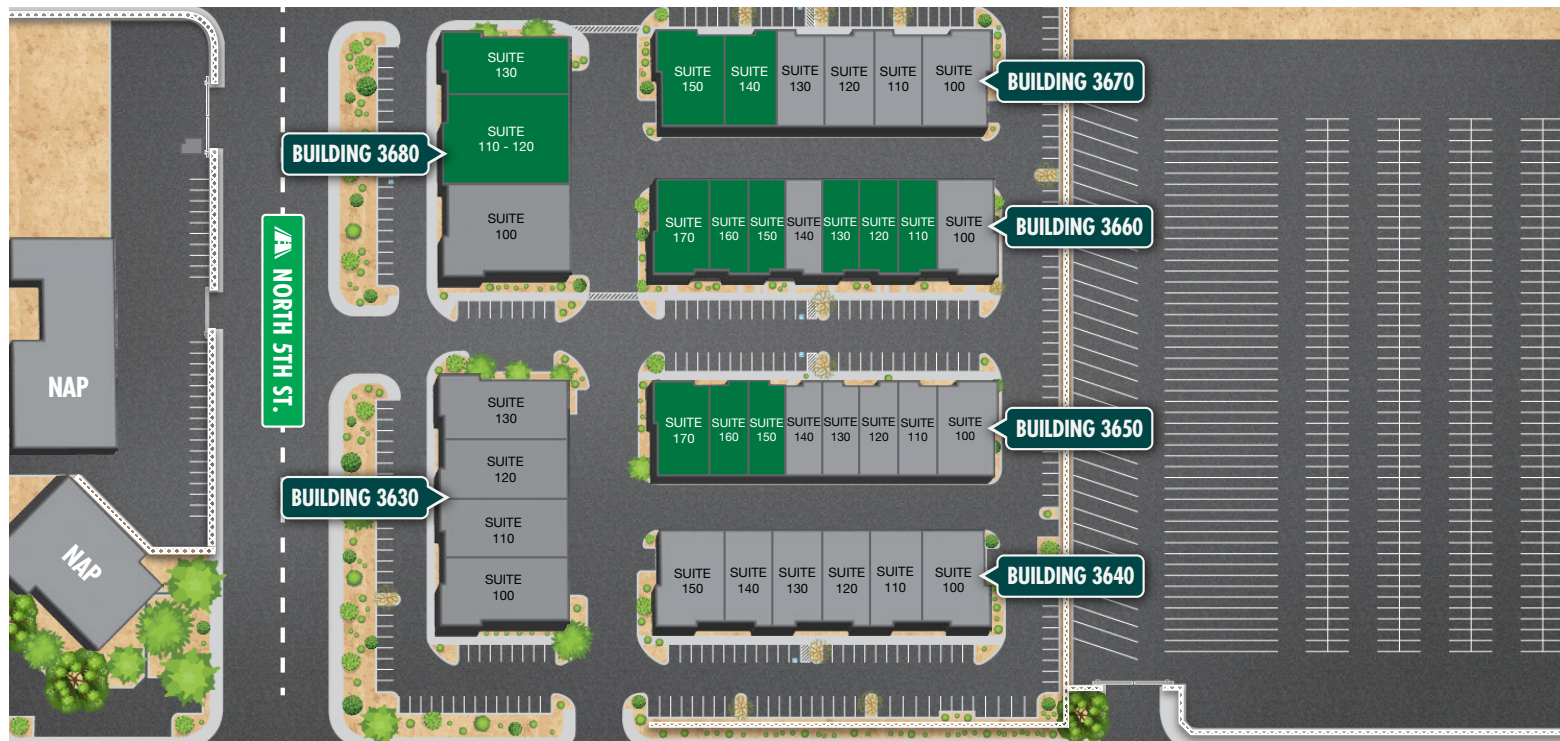 SUITE
130
SUITE
110 - 120
SUITE
100
BUILDING 3680
SUITE
150
SUITE
140
SUITE
130
SUITE
120
SUITE
110
SUITE
100
BUILDING 3670
SUITE
170
SUITE
160
SUITE
150
SUITE
140
SUITE
130
SUITE
120
SUITE
110
SUITE
100
BUILDING 3660
NORTH 5TH ST.
NAP
NAP
SUITE
130
SUITE
120
SUITE
110
SUITE
100
BUILDING 3630
SUITE
170
SUITE
160
SUITE
150
SUITE
140
SUITE
130
SUITE
120
SUITE
110
SUITE
100
BUILDING 3650
SUITE
150
SUITE
140
SUITE
130
SUITE
120
SUITE
110
SUITE
100
BUILDING 3640